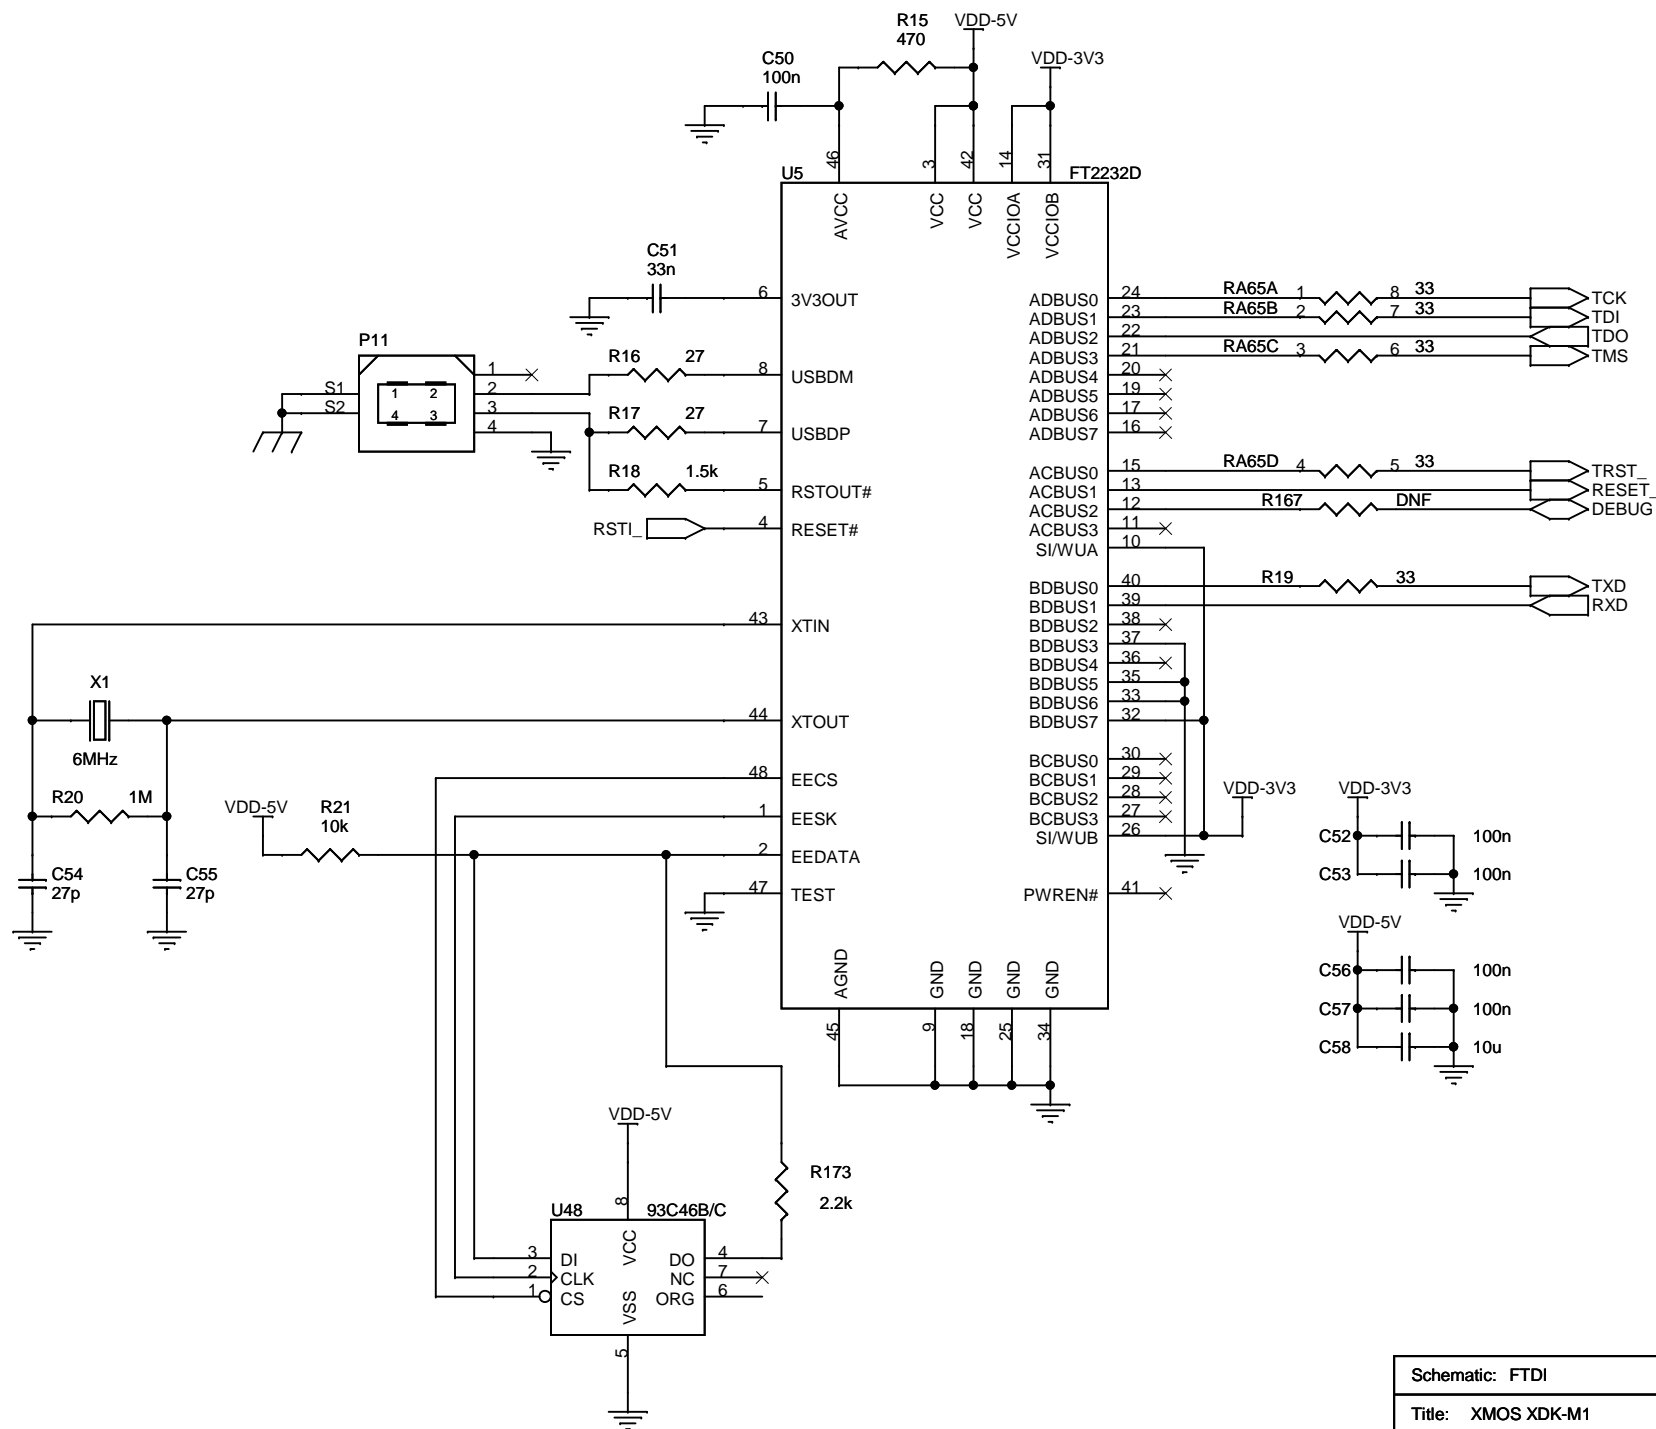 R15 VDD-5V
470
C50
100n
VDD-3V3
46
3
42
14
31
U5 FT2232D
AVCC
VCC
VCC
VCCIOA
VCCIOB
C51
33n
6 3V3OUT
P11
S1
S2
1 2
4 3
1
2
3
4
R16 27
8 USBDM
R17 27
7 USBDP
R18 1.5k
5 RSTOUT#
RSTI_ 4 RESET#
43 XTIN
X1
6MHz
44 XTOUT
48 EECS
R20 1M
VDD-5V R21
10k
1 EESK
2 EEDATA
C54
27p
C55
27p
47 TEST
ADBUS0 24 RA65A 1 8 33 TCK
ADBUS1 23 RA65B 2 7 33 TDI
ADBUS2 22 TDO
ADBUS3 21 RA65C 3 6 33 TMS
ADBUS4 20
ADBUS5 19
ADBUS6 17
ADBUS7 16
ACBUS0 15 RA65D 4 5 33 TRST_
ACBUS1 13 RESET_
ACBUS2 12 R167 DNF DEBUG
ACBUS3 11
SI/WUA 10
BDBUS0 40 R19 33 TXD
BDBUS1 39 RXD
BDBUS2 38
BDBUS3 37
BDBUS4 36
BDBUS5 35
BDBUS6 33
BDBUS7 32
BCBUS0 30
BCBUS1 29
BCBUS2 28
BCBUS3 27
SI/WUB 26
VDD-3V3
PWREN# 41
VDD-3V3
C52 100n
C53 100n
VDD-5V
C56 100n
C57 100n
C58 10u
AGND
GND
GND
GND
GND
45
9
18
25
34
VDD-5V
R173
2.2k
8
U48 93C46B/C
VCC
3 DI
2 CLK
1 CS
VSS
DO 4
NC 7
ORG 6
5
Schematic: FTDI
Title: XMOS XDK-M1